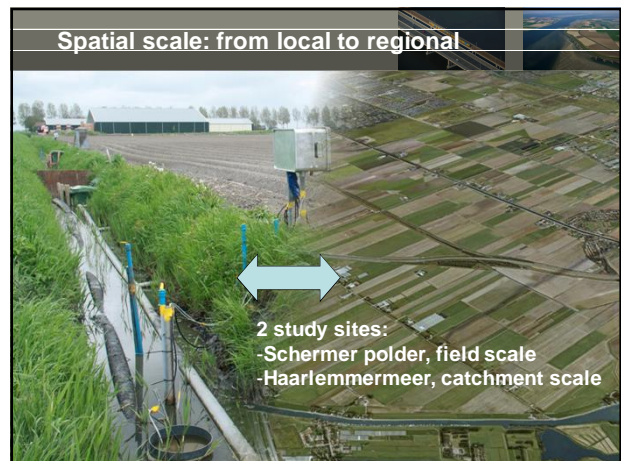 Spatial scale: from local to regional
2 study sites:
-Schermer polder, field scale
-Haarlemmermeer, catchment scale